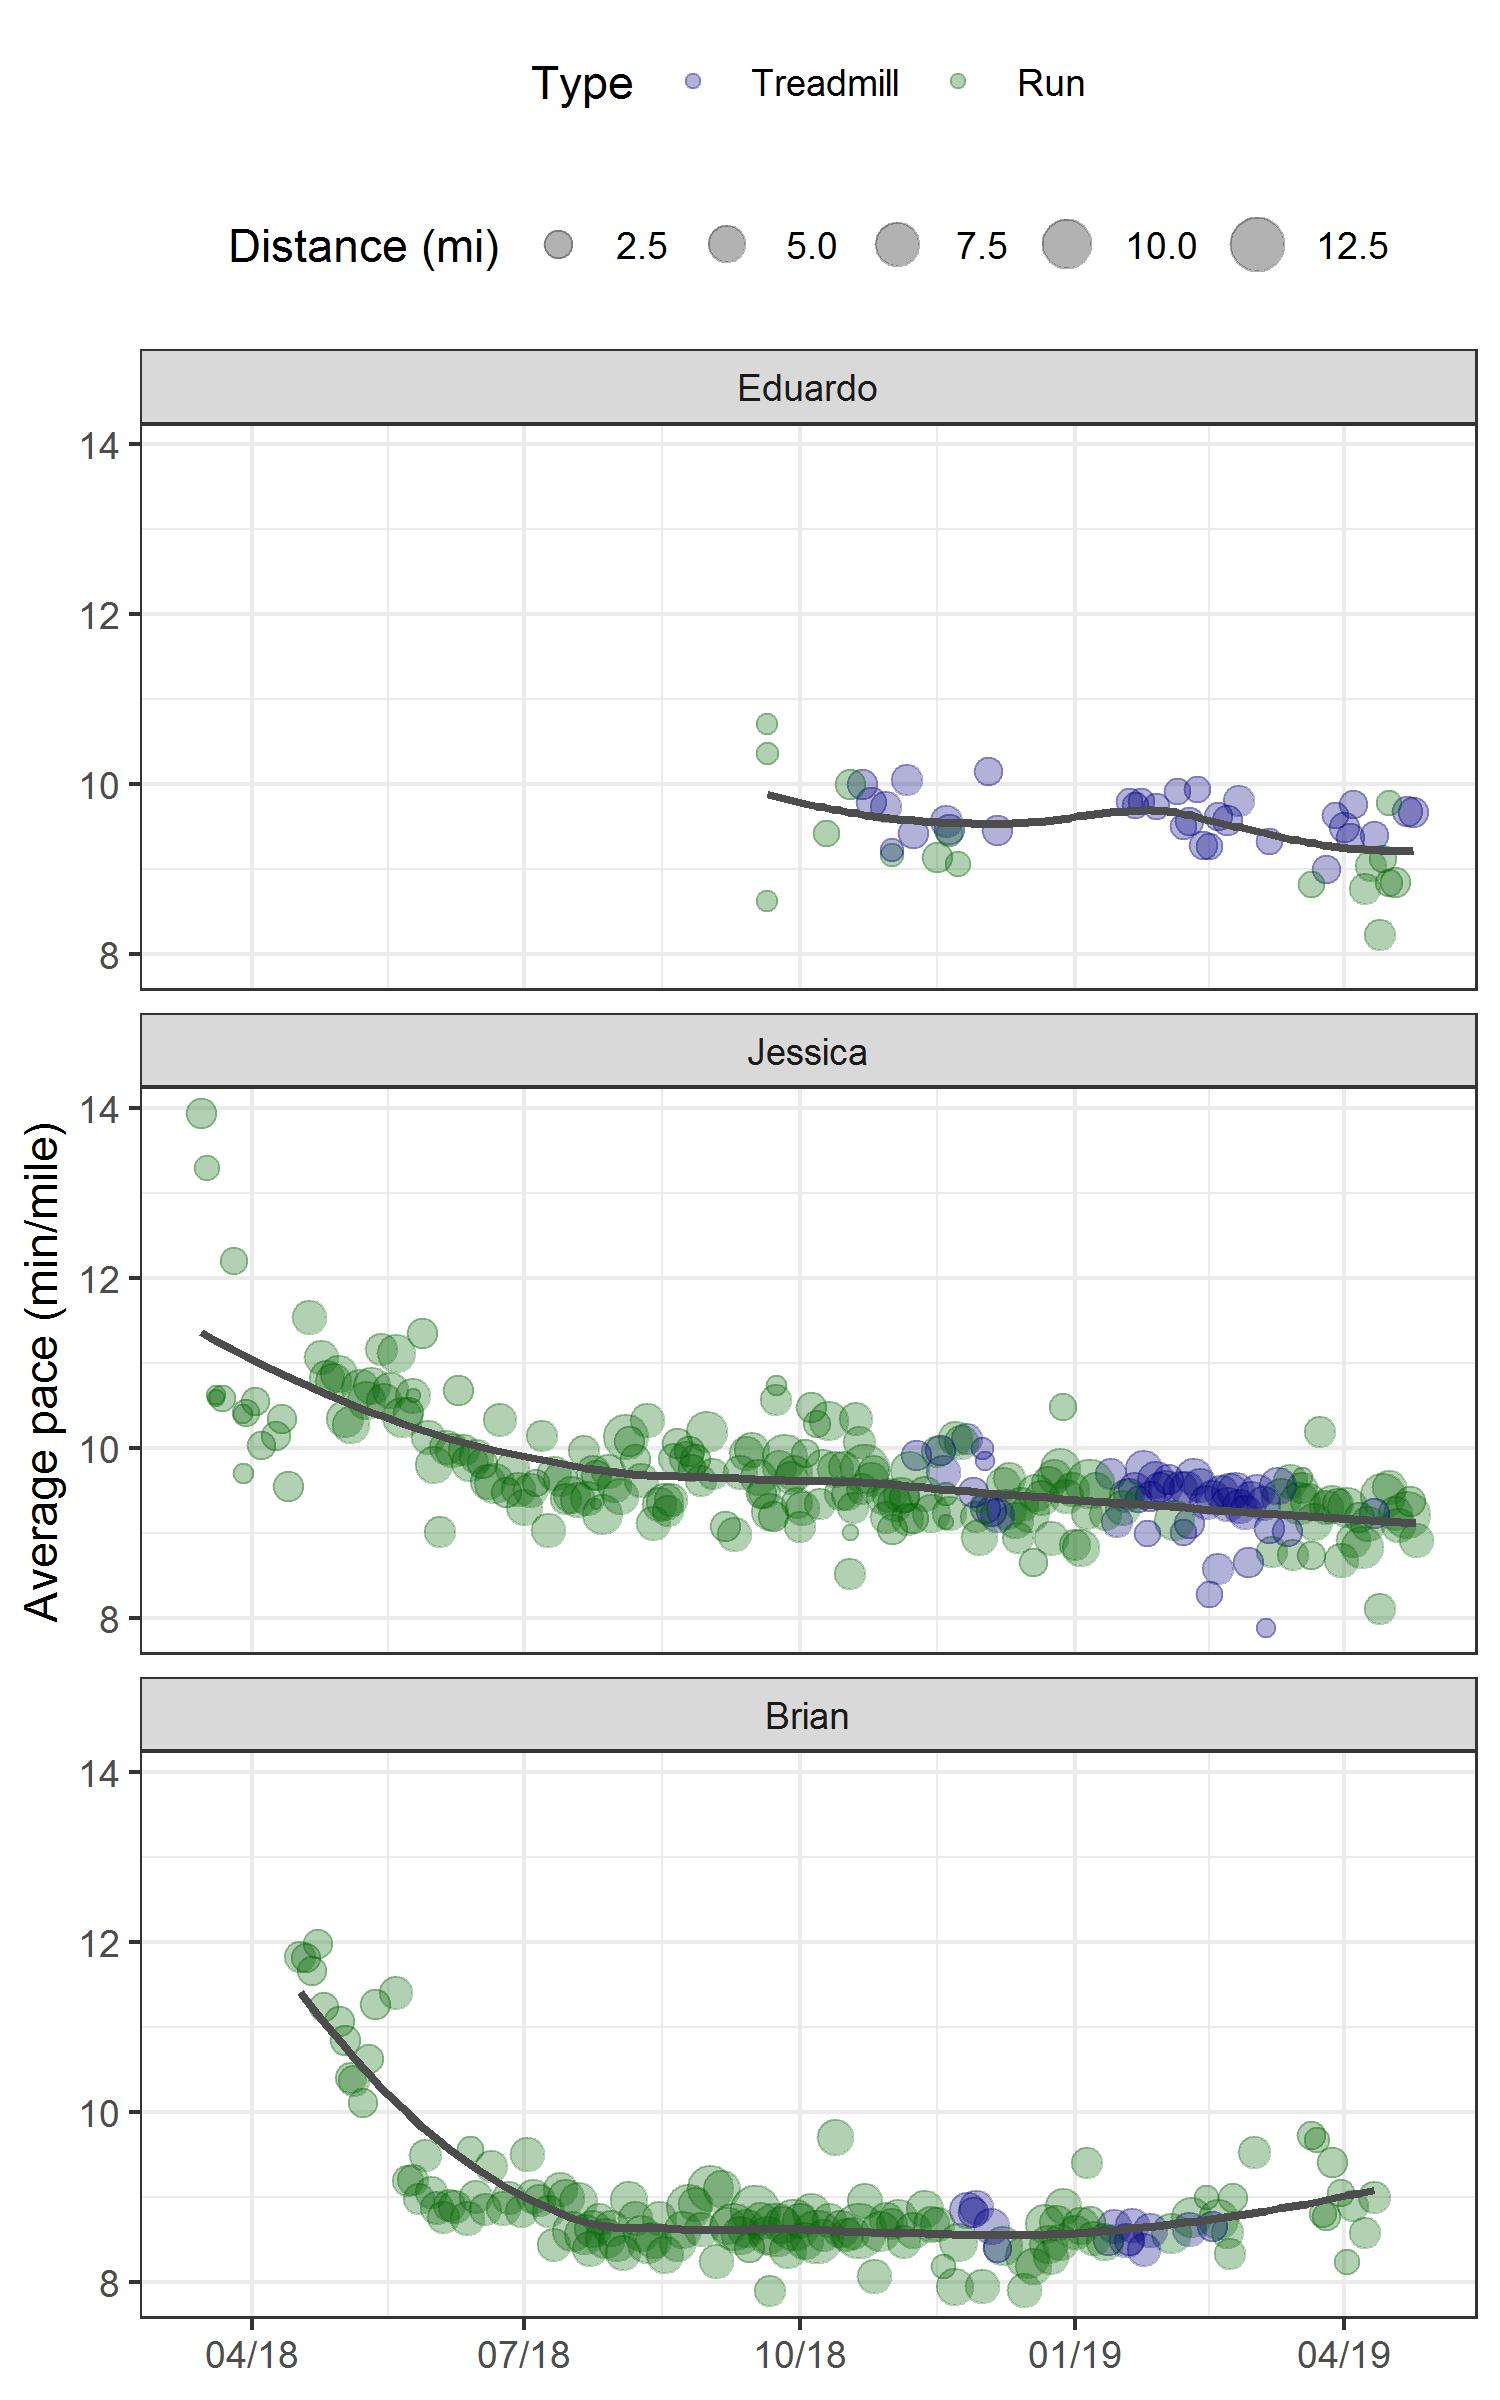 Type Treadmill Run
Distance (mi) 2.5 5.0 7.5 10.0 12.5
Eduardo
14
12
10
8
Jessica
Average pace (min/mile)
14
12
10
8
Brian
14
12
10
8
04/18 07/18 10/18 01/19 04/19